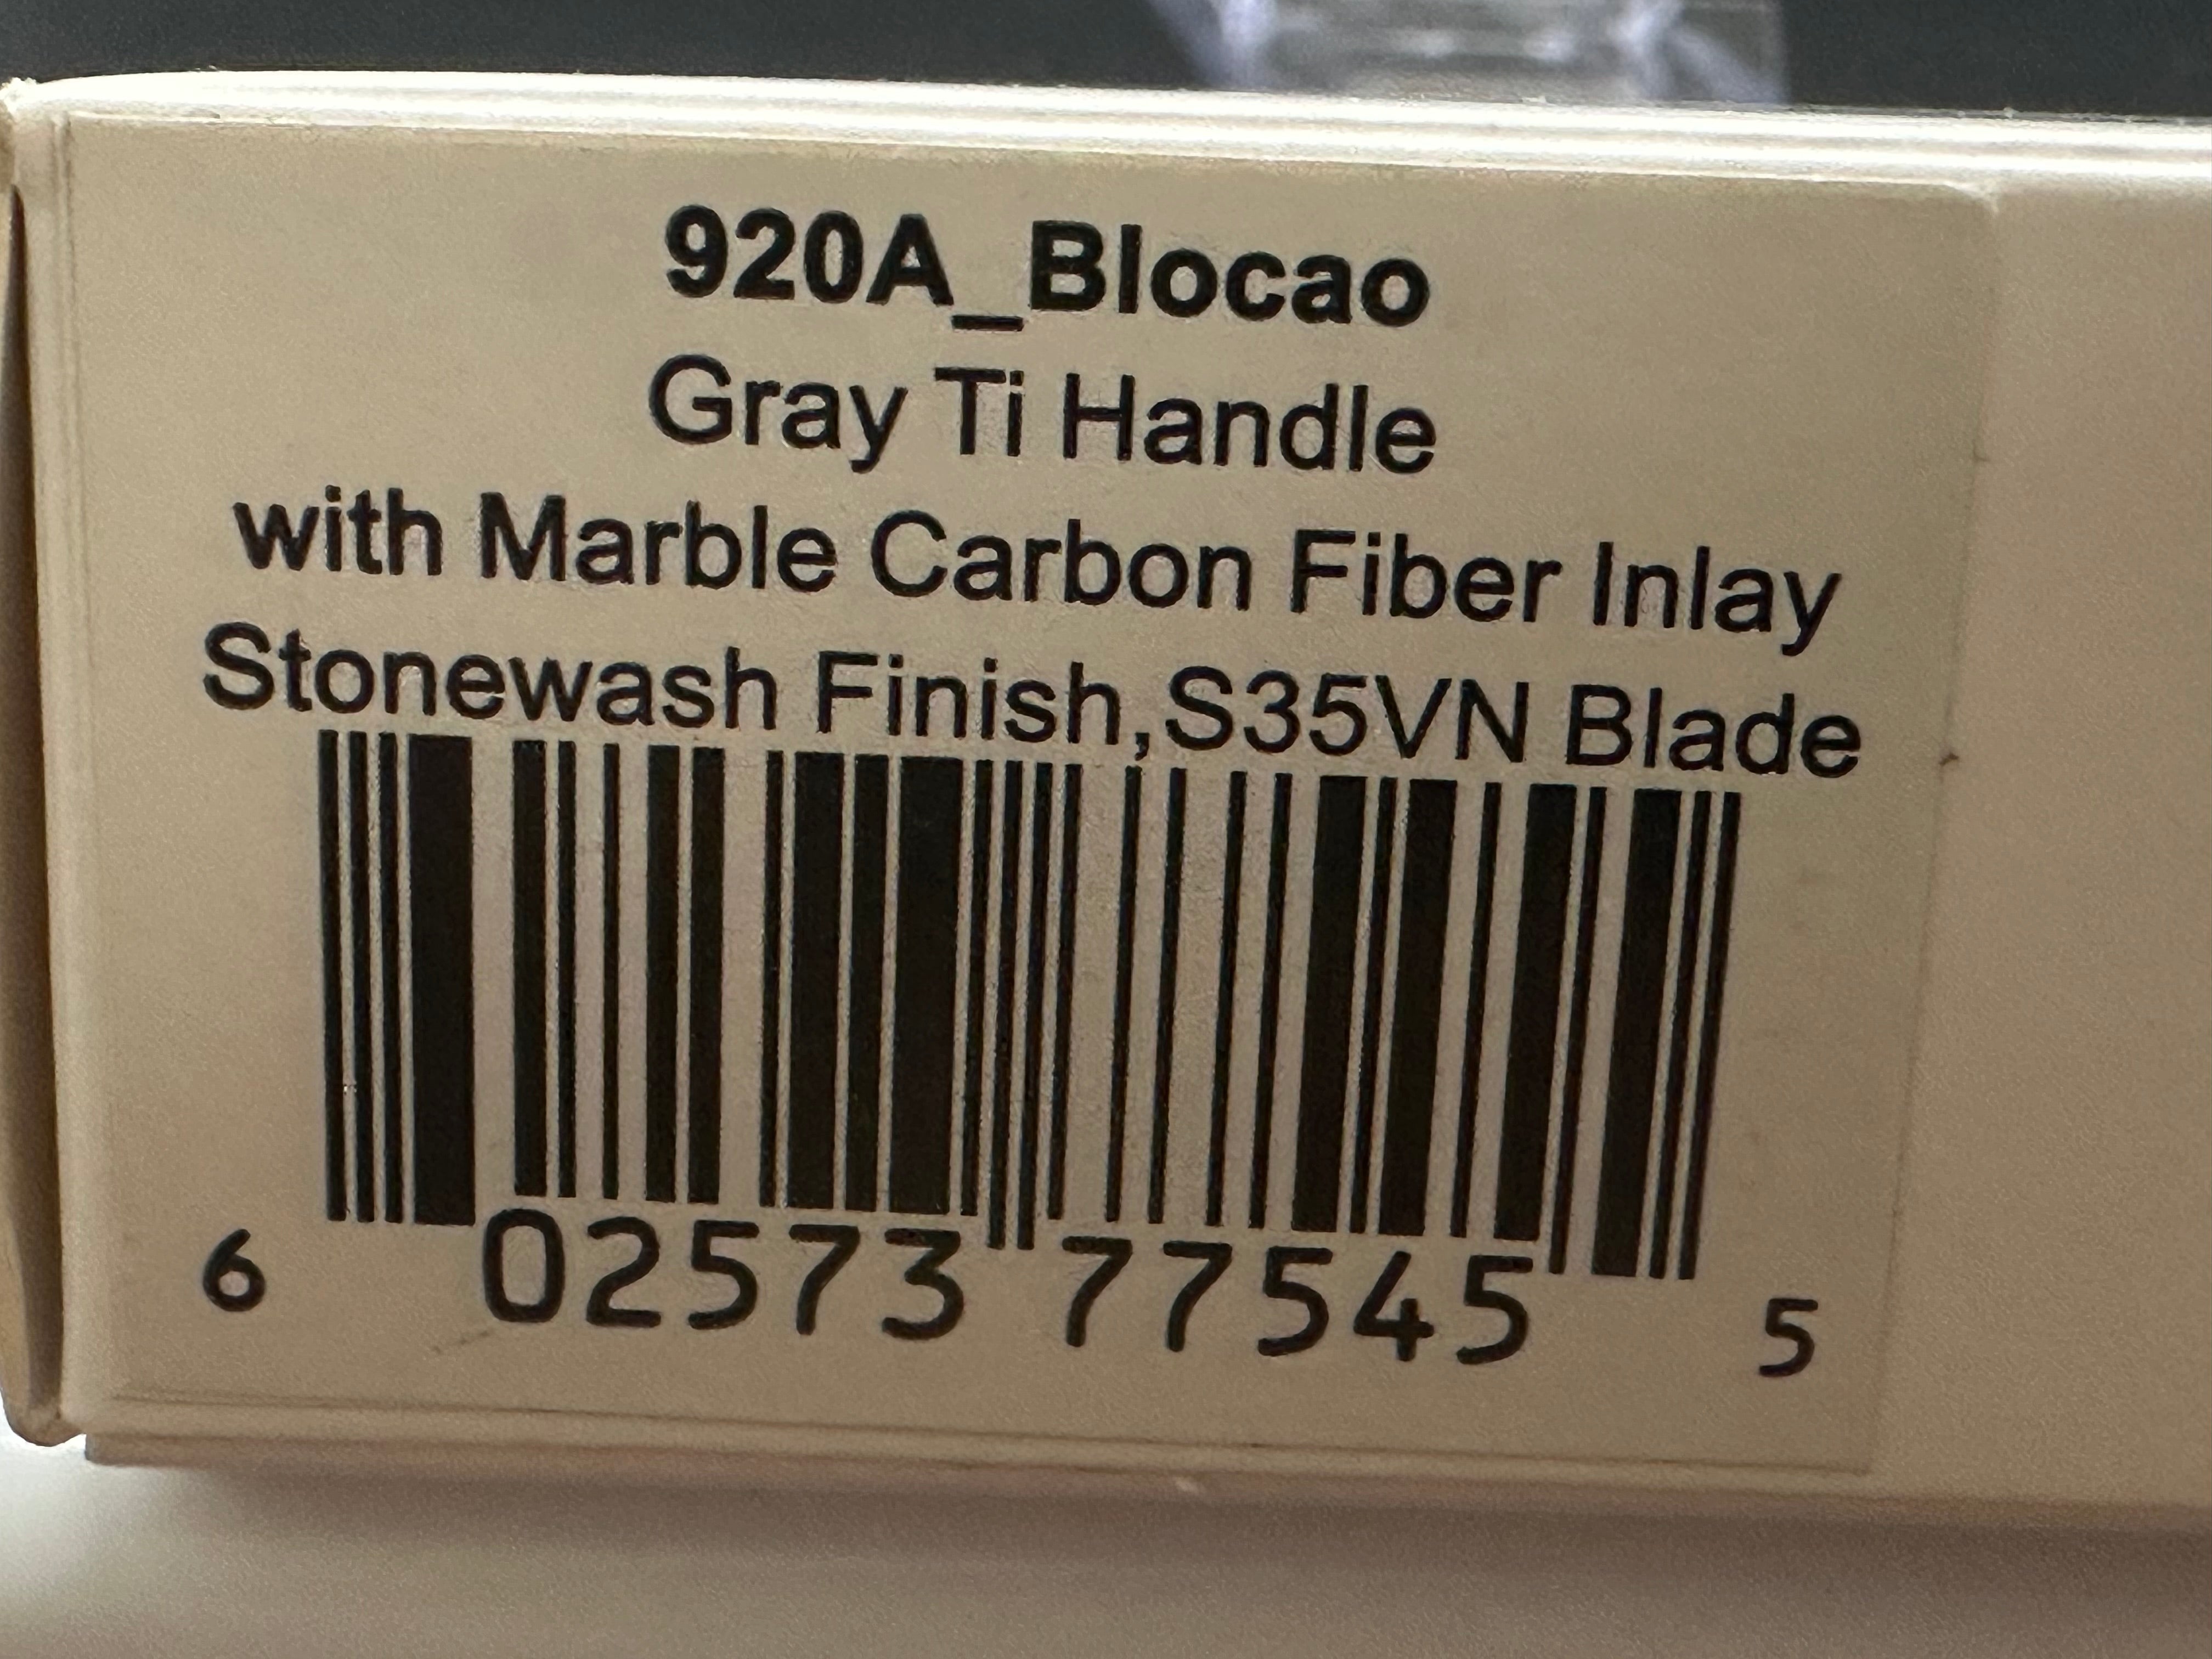 920A_Blocao
Gray Ti Handle
with Marble Carbon Fiber Inlay
Stonewash Finish,S35VN Blade
6 02573 77545 5